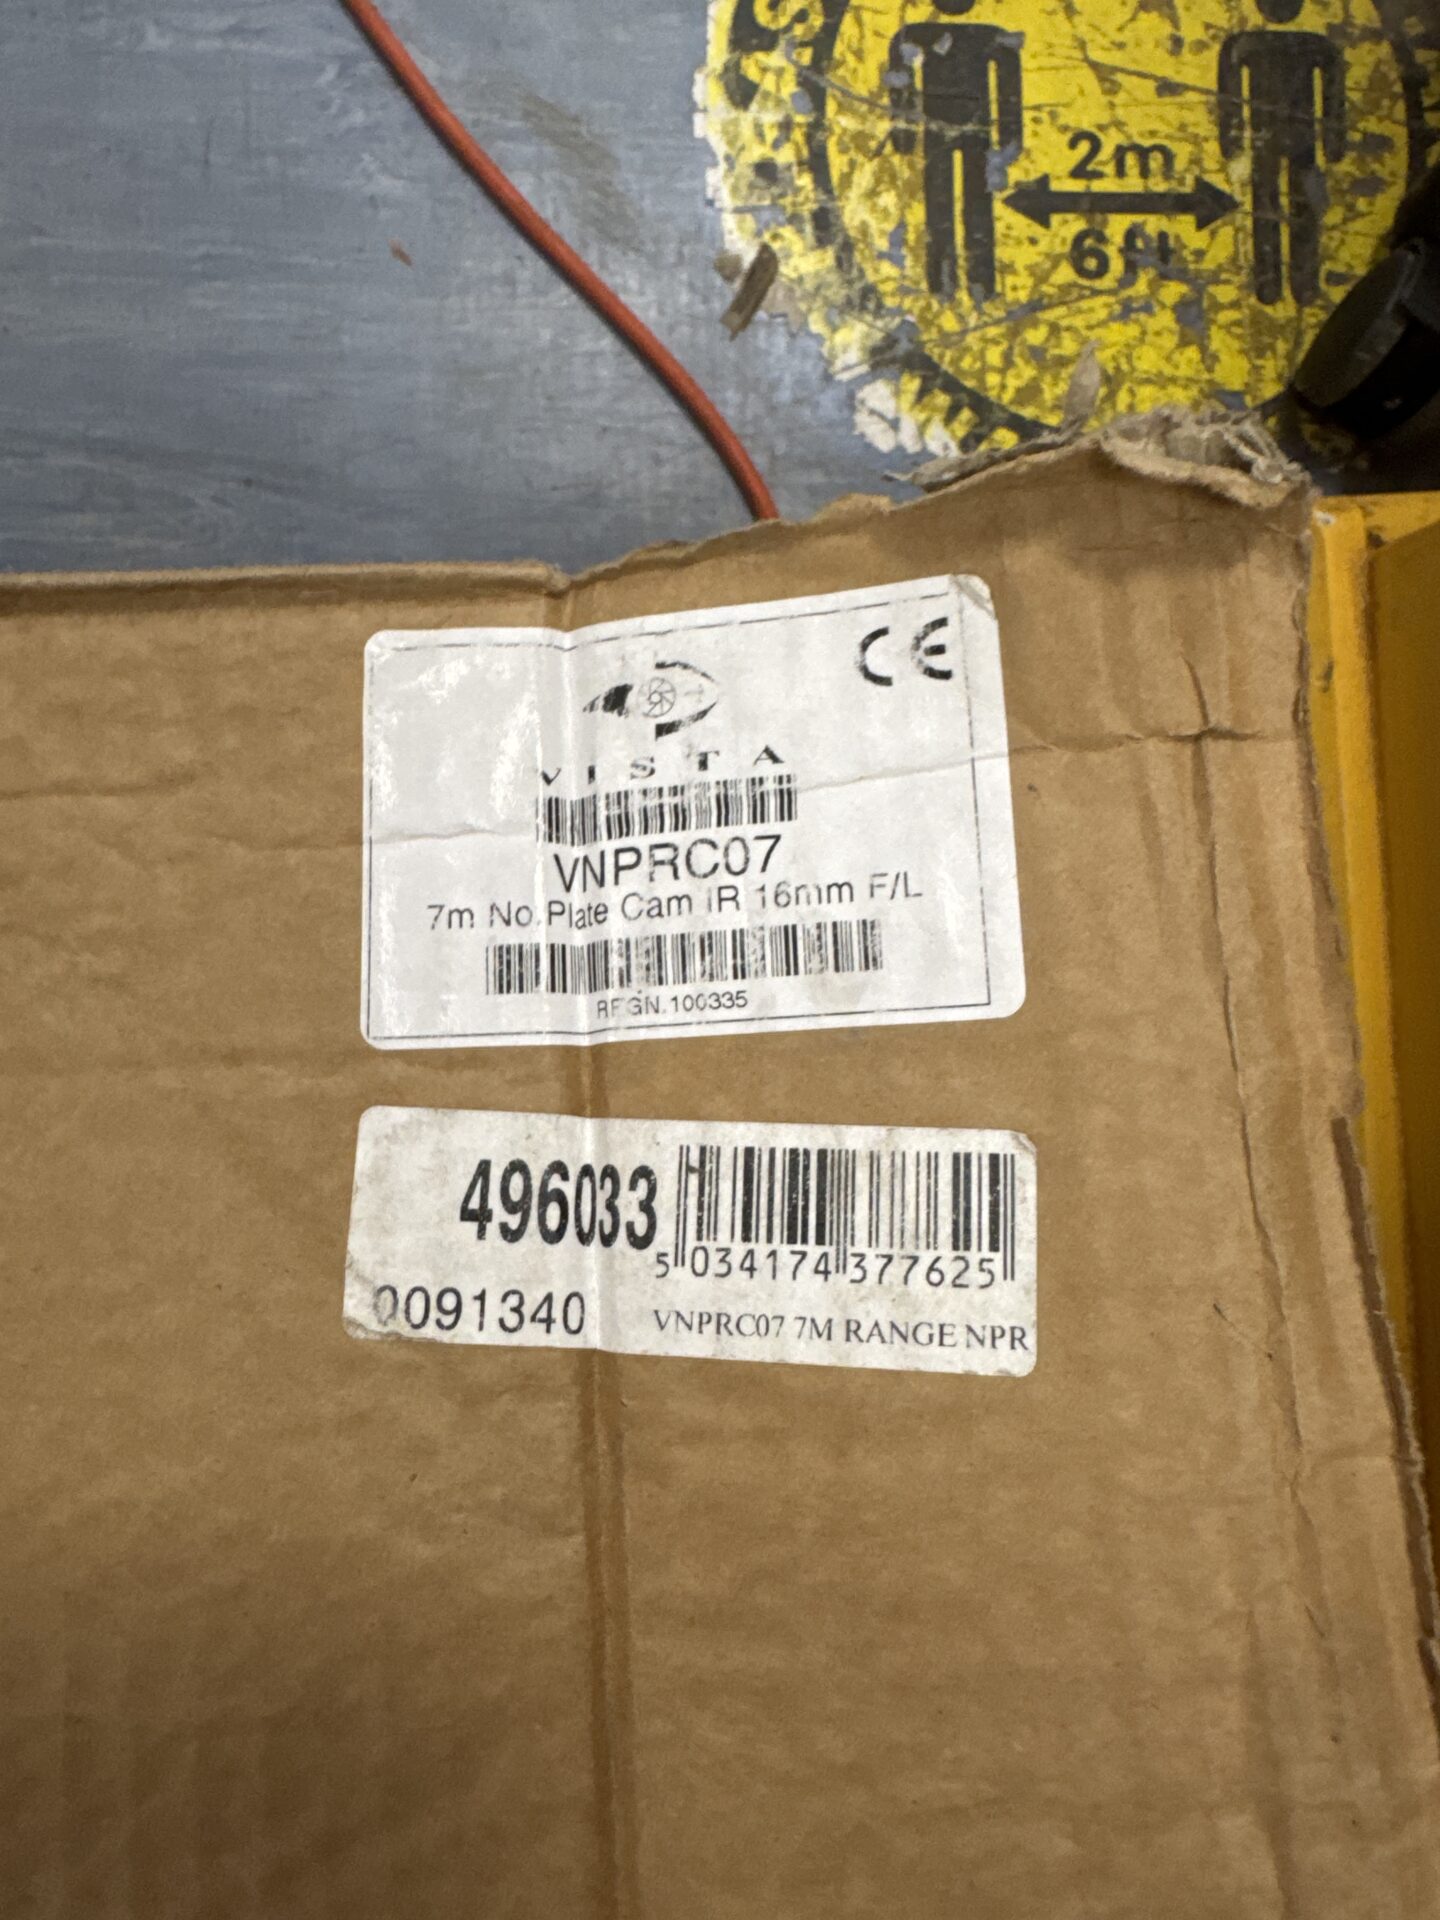 2m
6ft
CE
VISTA
VNPRC07
7m No.Plate Cam IR 16mm F/L
REGN.100335
496033
5 034174 377625
0091340
VNPRC07 7M RANGE NPR